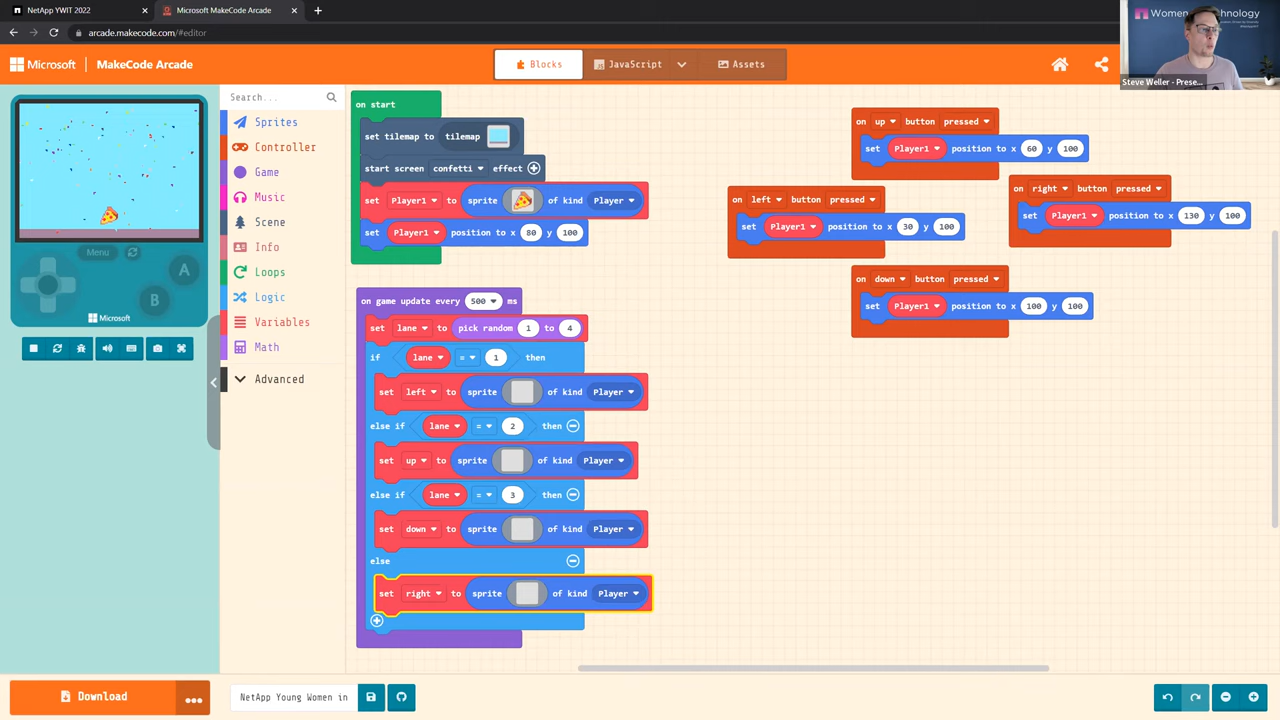 NetApp YWIT 2022
Microsoft MakeCode Arcade
arcade.makecode.com/#editor
Women
nology
Steve Weller - Prese...
Microsoft
MakeCode Arcade
Blocks
JavaScript
Assets
Menu
A
B
Microsoft
Search...
Sprites
Controller
Game
Music
Scene
Info
Loops
Logic
Variables
Math
Advanced
on start
set tilemap to tilemap
start screen confetti effect
set Player1 to sprite of kind Player
set Player1 position to x 80 y 100
on game update every 500 ms
set lane to pick random 1 to 4
if lane = 1 then
set left to sprite of kind Player
else if lane = 2 then
set up to sprite of kind Player
else if lane = 3 then
set down to sprite of kind Player
else
set right to sprite of kind Player
on up button pressed
set Player1 position to x 60 y 100
on left button pressed
set Player1 position to x 30 y 100
on right button pressed
set Player1 position to x 130 y 100
on down button pressed
set Player1 position to x 100 y 100
Download
NetApp Young Women in